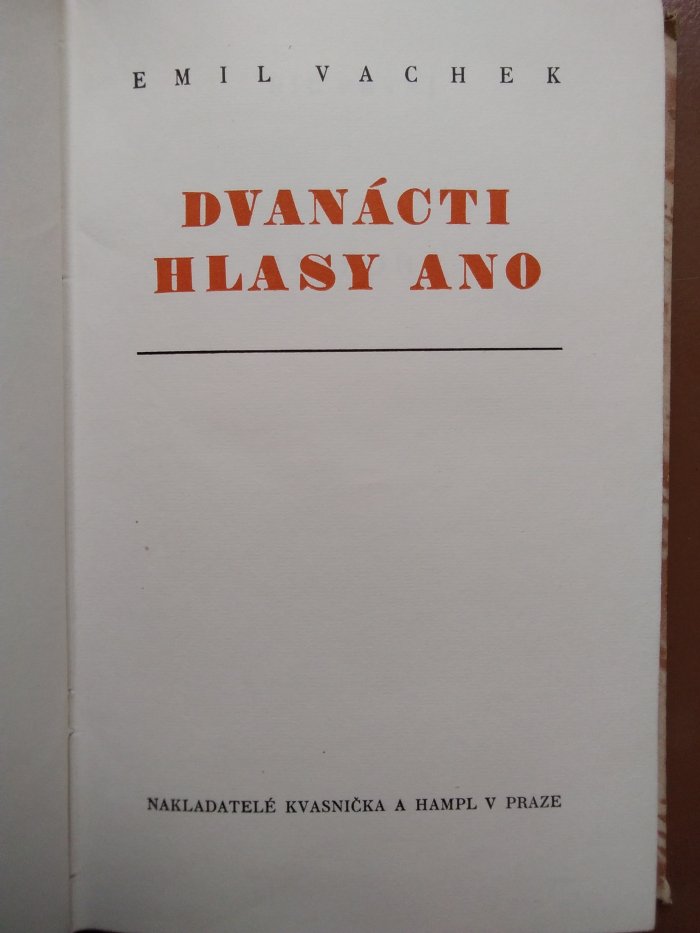 EMIL VACHEK
DVANÁCTI
HLASY ANO
NAKLADATELÉ KVASNIČKA A HAMPL V PRAZE